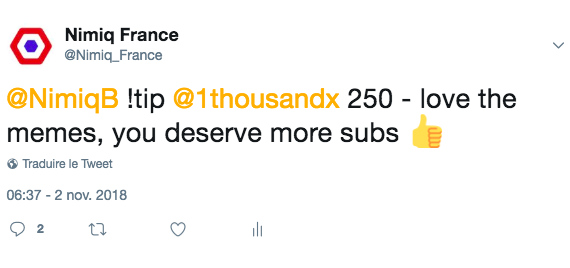 Nimiq France
@Nimiq_France
@NimiqB !tip @1thousandx 250 - love the
memes, you deserve more subs 👍
Traduire le Tweet
06:37 - 2 nov. 2018
2